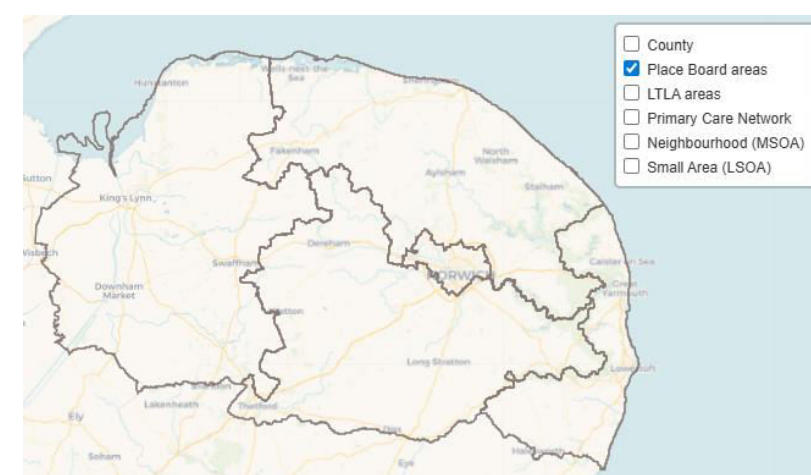 County
Place Board areas
LTLA areas
Primary Care Network
Neighbourhood (MSOA)
Small Area (LSOA)
Wells-next-the-
Sea
Hunstanton
Sheringham
Fakenham
North
Walsham
Aylsham
Sutton
Stalham
King's Lynn
Wisbech
Dereham
Swaffham
Caister on Sea
NORWICH
Great
Yarmouth
Downham
Market
Watton
Long Stratton
Lowestoft
Lakenheath
Thetford
Ely
Diss
Halesworth
Soham
Eye